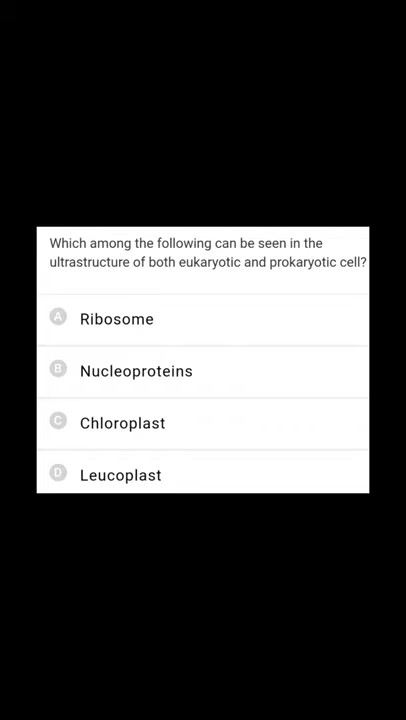 Which among the following can be seen in the
ultrastructure of both eukaryotic and prokaryotic cell?
A Ribosome
B Nucleoproteins
C Chloroplast
D Leucoplast